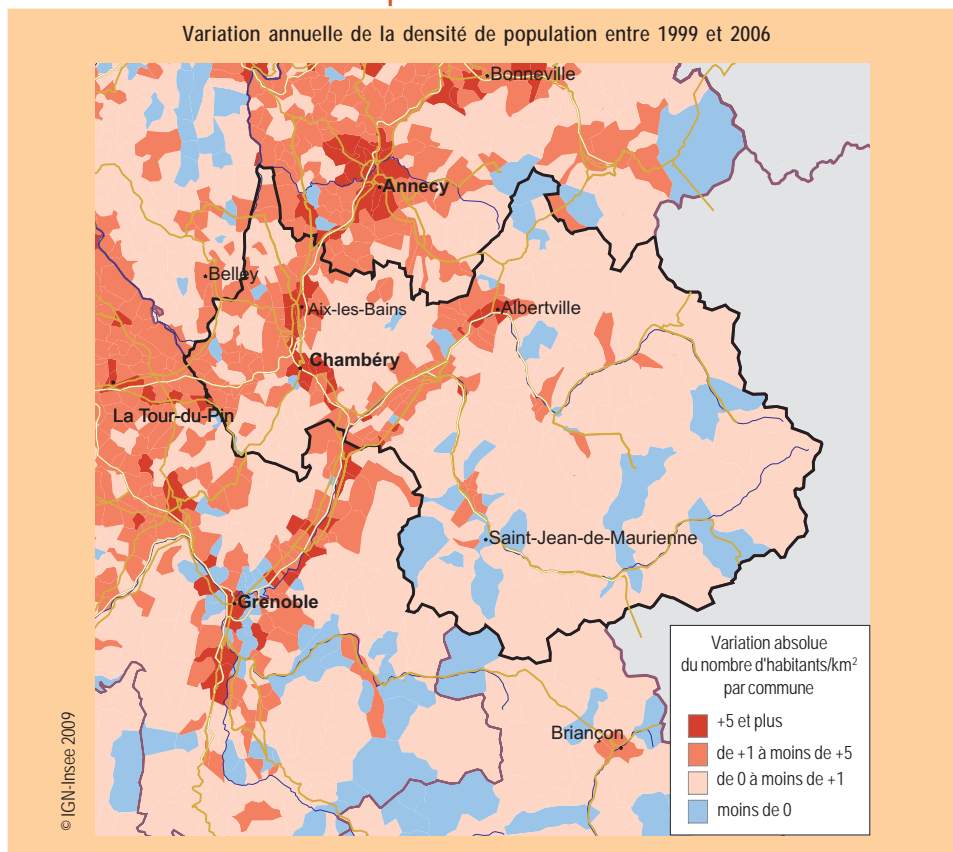 Variation annuelle de la densité de population entre 1999 et 2006
Bonneville
Annecy
Belley
Aix-les-Bains
Albertville
Chambéry
La Tour-du-Pin
Saint-Jean-de-Maurienne
Grenoble
Briançon
Variation absolue
du nombre d'habitants/km²
par commune
+5 et plus
de +1 à moins de +5
de 0 à moins de +1
moins de 0
© IGN-Insee 2009